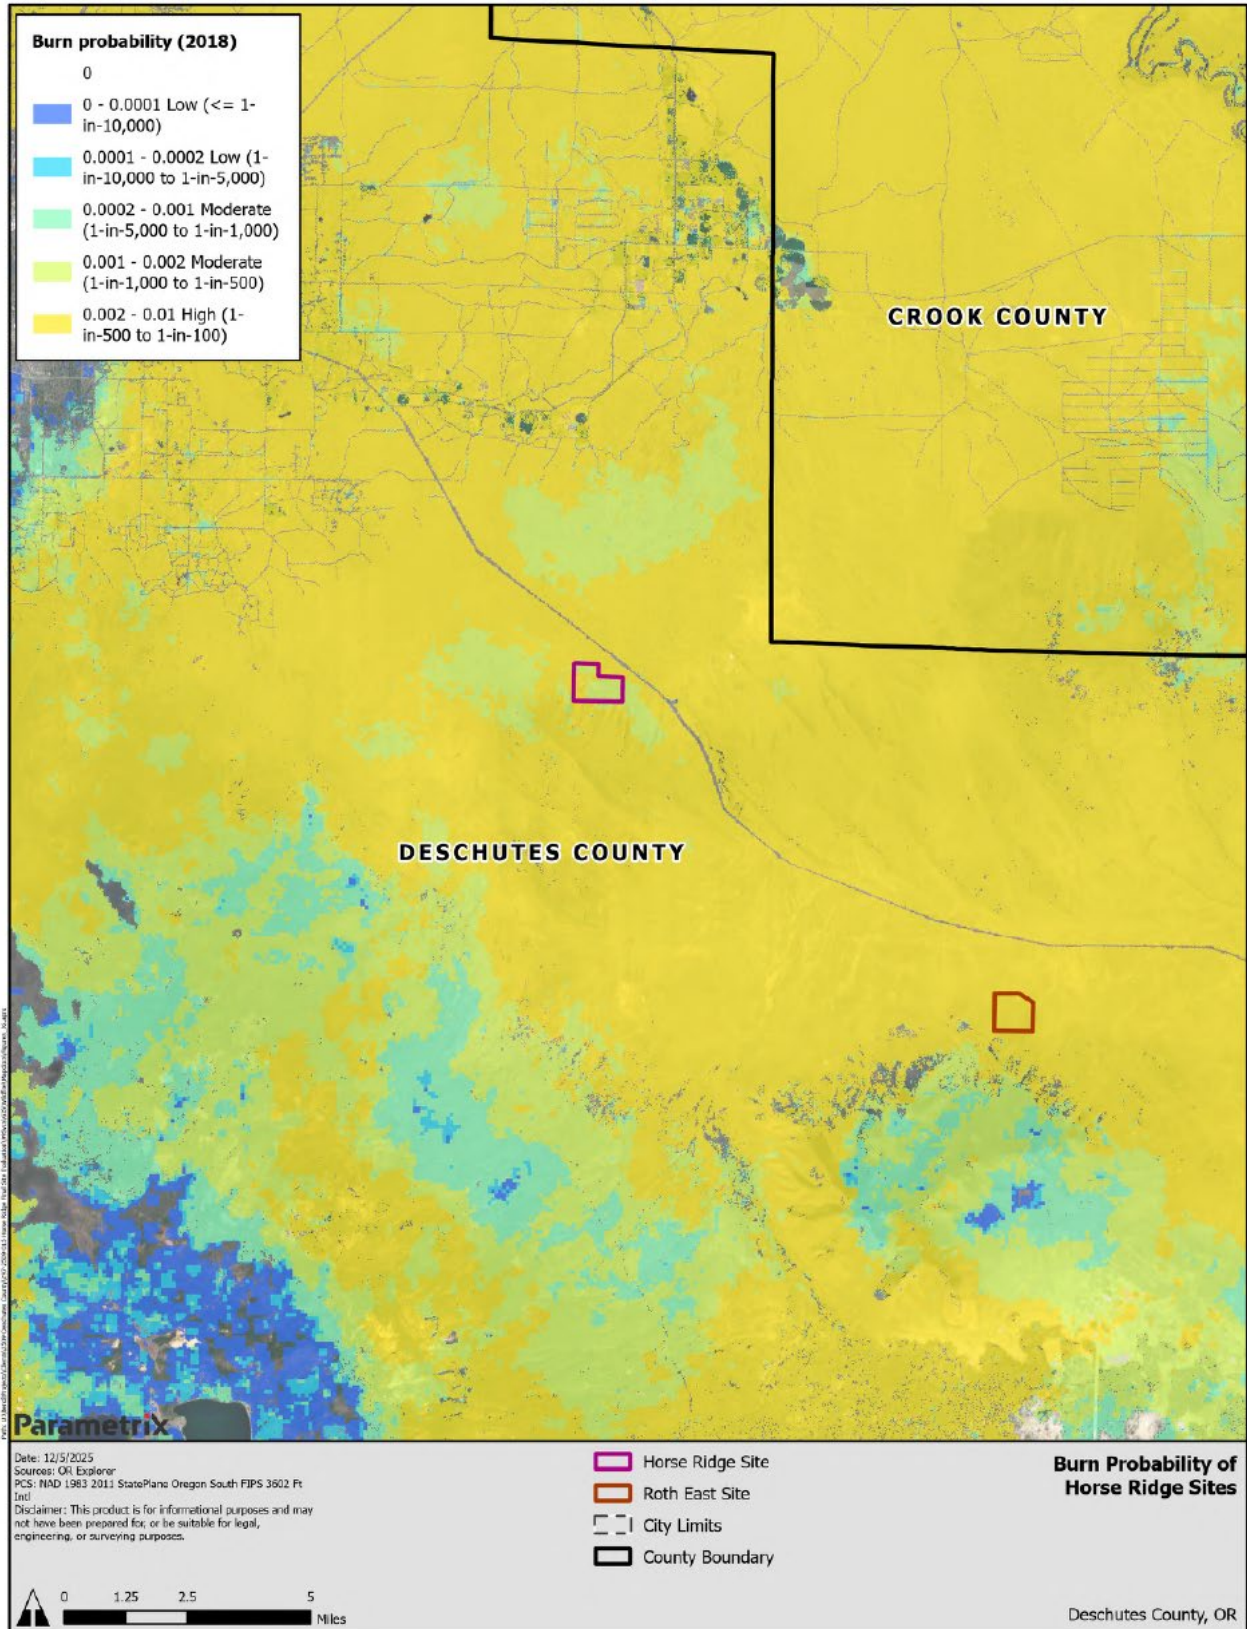 Burn probability (2018)
0
0 - 0.0001 Low (<= 1-
in-10,000)
0.0001 - 0.0002 Low (1-
in-10,000 to 1-in-5,000)
0.0002 - 0.001 Moderate
(1-in-5,000 to 1-in-1,000)
0.001 - 0.002 Moderate
(1-in-1,000 to 1-in-500)
0.002 - 0.01 High (1-
in-500 to 1-in-100)
CROOK COUNTY
DESCHUTES COUNTY
Parametrix
Date: 12/5/2025
Sources: OR Explorer
PCS: NAD 1983 2011 StatePlane Oregon South FIPS 3602 Ft
Intl
Disclaimer: This product is for informational purposes and may
not have been prepared for, or be suitable for legal,
engineering, or surveying purposes.
0 1.25 2.5 5
Miles
Horse Ridge Site
Roth East Site
City Limits
County Boundary
Burn Probability of
Horse Ridge Sites
Deschutes County, OR